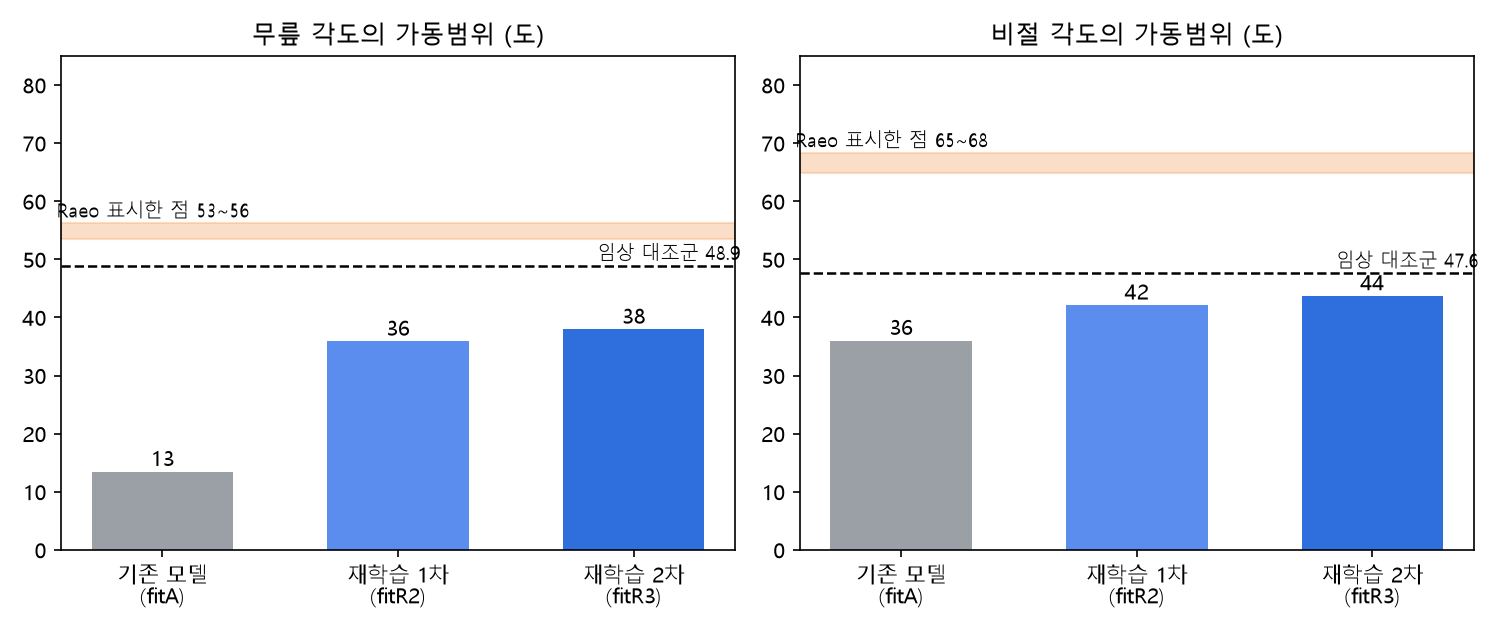 무릎 각도의 가동범위 (도)
80
70
60
50
40
30
20
10
0
Raeo 표시한 점 53~56
임상 대조군 48.9
13
36
38
기존 모델
(fitA)
재학습 1차
(fitR2)
재학습 2차
(fitR3)
비절 각도의 가동범위 (도)
80
70
60
50
40
30
20
10
0
Raeo 표시한 점 65~68
임상 대조군 47.6
36
42
44
기존 모델
(fitA)
재학습 1차
(fitR2)
재학습 2차
(fitR3)